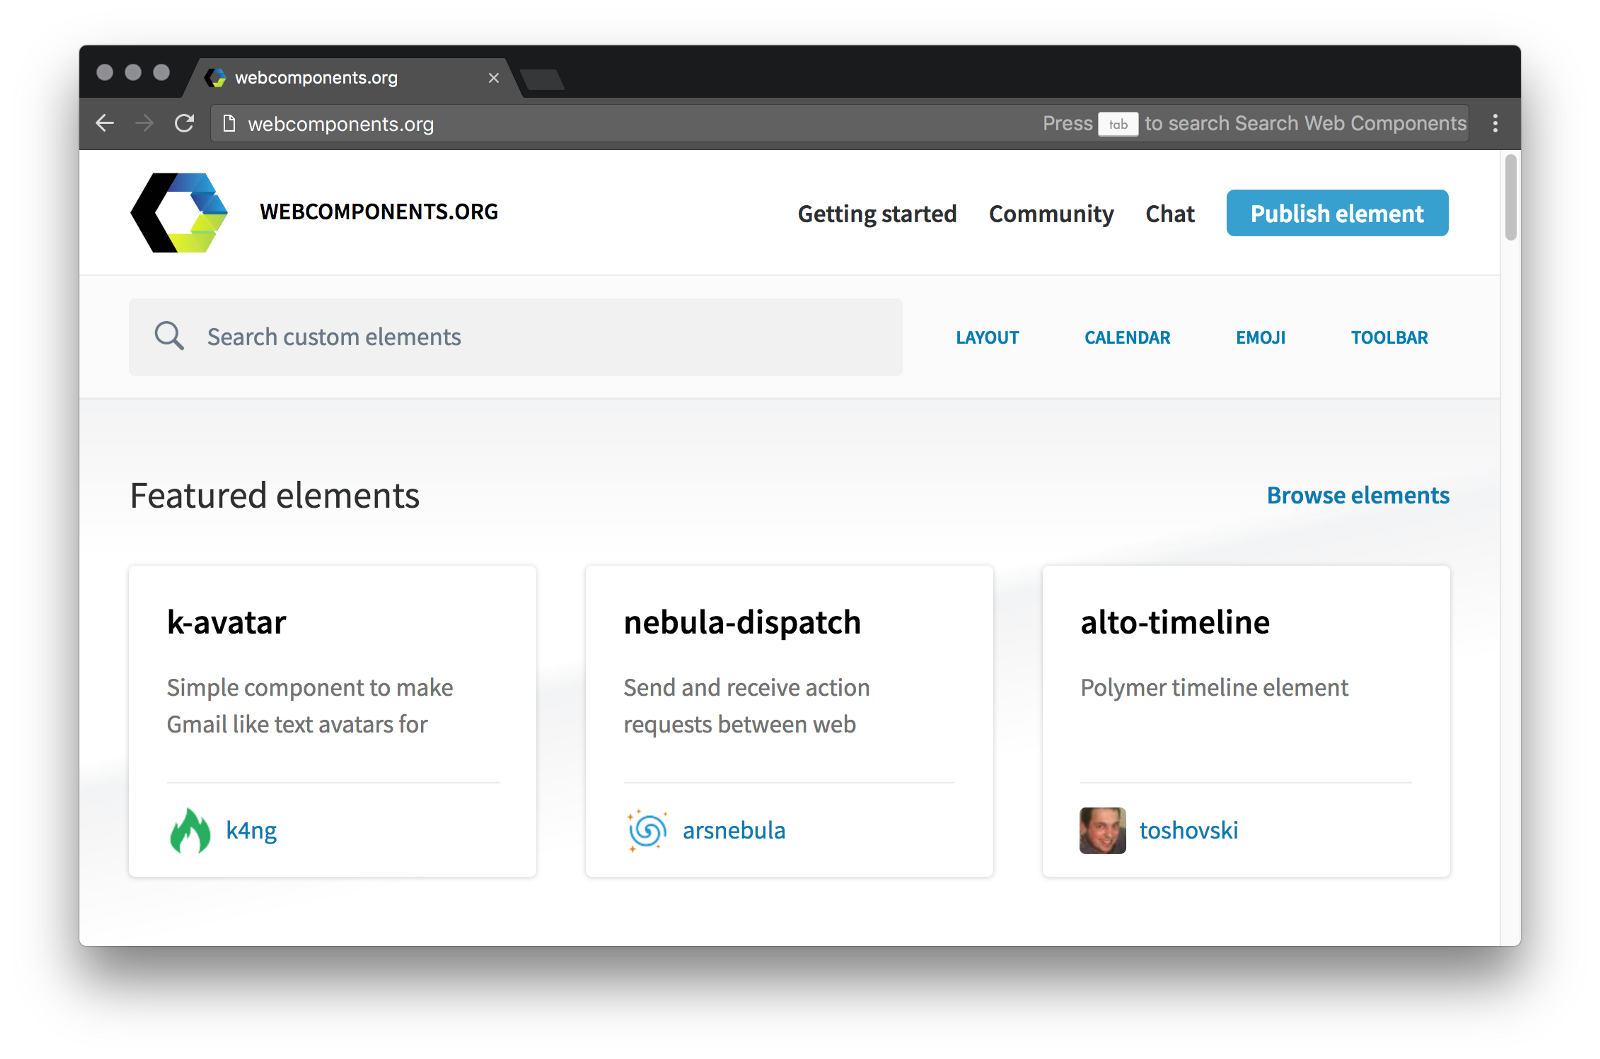 webcomponents.org
webcomponents.org
Press tab to search Search Web Components
WEBCOMPONENTS.ORG
Getting started
Community
Chat
Publish element
Search custom elements
LAYOUT
CALENDAR
EMOJI
TOOLBAR
Featured elements
Browse elements
k-avatar
Simple component to make
Gmail like text avatars for
k4ng
nebula-dispatch
Send and receive action
requests between web
arsnebula
alto-timeline
Polymer timeline element
toshovski